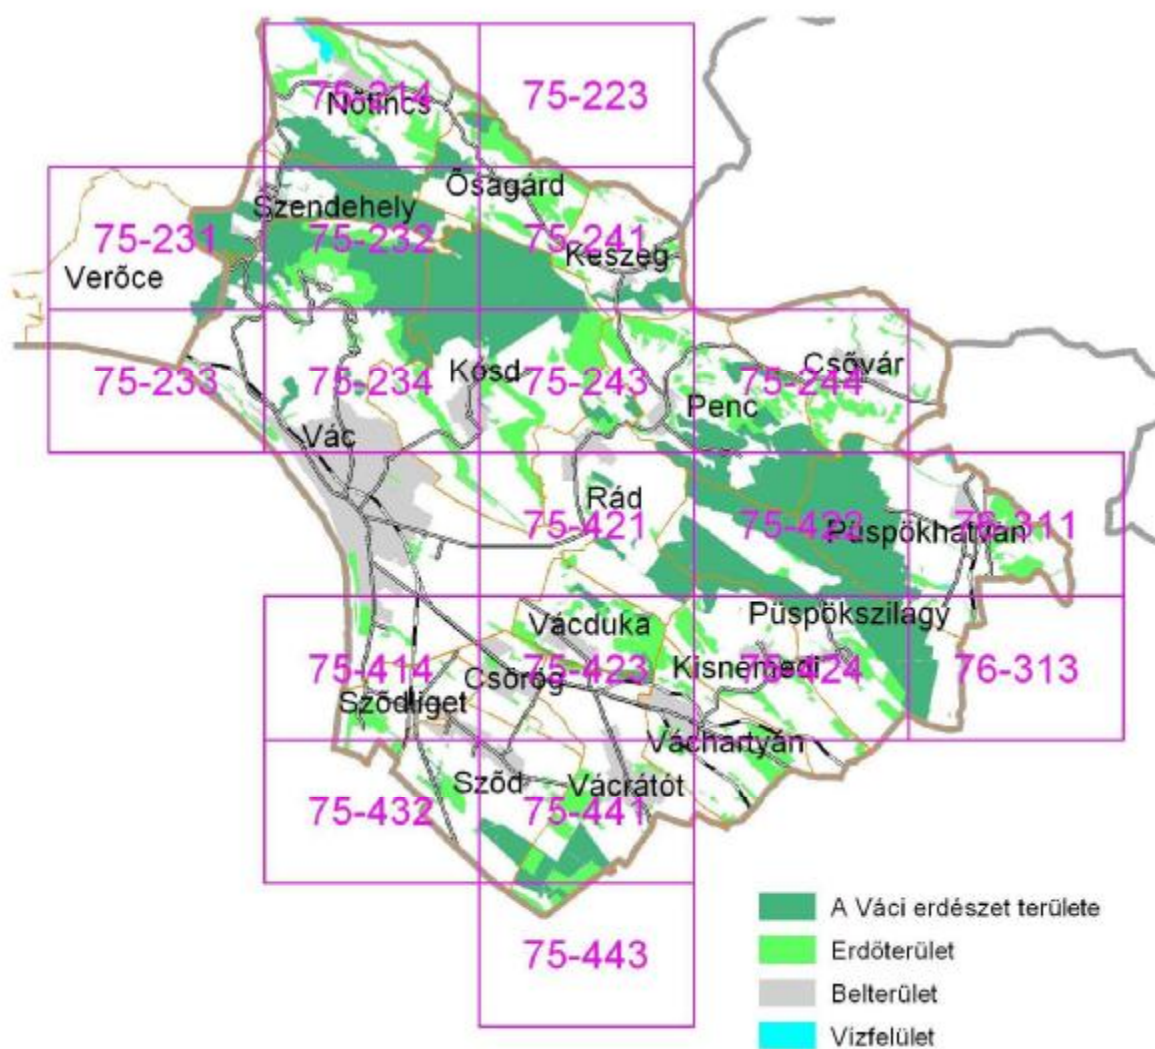 75-214
75-223
Nőtincs
Ősagárd
Szendehely
75-231
75-232
75-241
Keszeg
Verőce
75-233
75-234
Kosd
75-243
75-244
Csővár
Penc
Vác
Rád
75-421
75-422
Püspökhatvan
76-311
Püspökszilágy
Vácduka
75-414
Csörög
75-423
Kisnémedi
75-424
76-313
Sződliget
Váchartyán
Sződ
Vácrátót
75-432
75-441
75-443
A Váci erdészet területe
Erdőterület
Belterület
Vízfelület